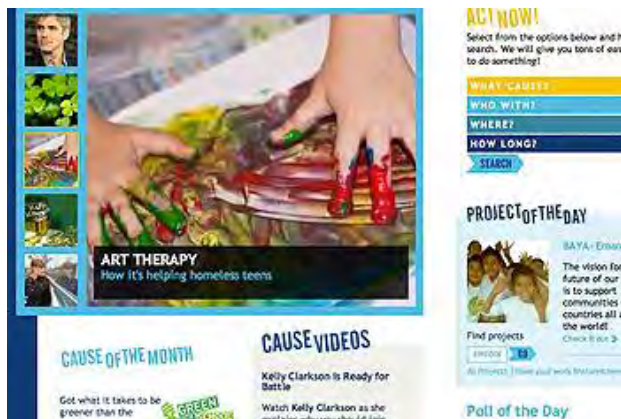 ART THERAPY
How it's helping homeless teens
CAUSE OF THE MONTH
Got what it takes to be
greener than the
GREEN
CAUSE VIDEOS
Kelly Clarkson Is Ready for
Battle
Watch Kelly Clarkson as she
ACT NOW!
Select from the options below and
search. We will give you tons of
to do something!
WHAT CAUSE?
WHO WITH?
WHERE?
HOW LONG?
SEARCH
PROJECT OF THE DAY
The vision for
future of our
is to support
communities
countries all
the world!
Check it out
Find projects
GO
Poll of the Day